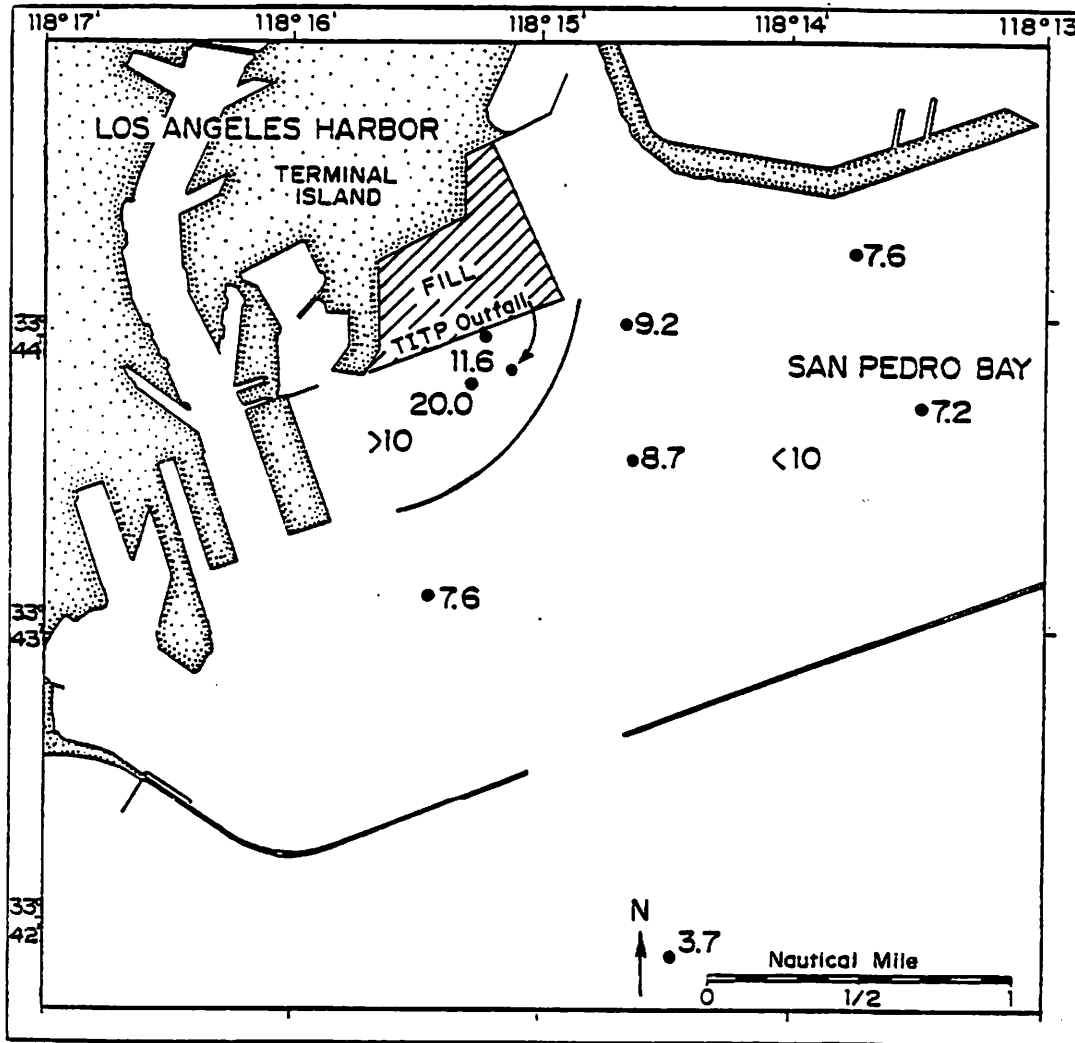 118°17' 118°16' 118°15' 118°14' 118°13'
LOS ANGELES HARBOR
TERMINAL
ISLAND
FILL
TITP Outfall
7.6
9.2
33°
44'
11.6
SAN PEDRO BAY
20.0
7.2
>10
8.7
<10
33°
43'
7.6
33°
42'
N
3.7
Nautical Mile
0 1/2 1